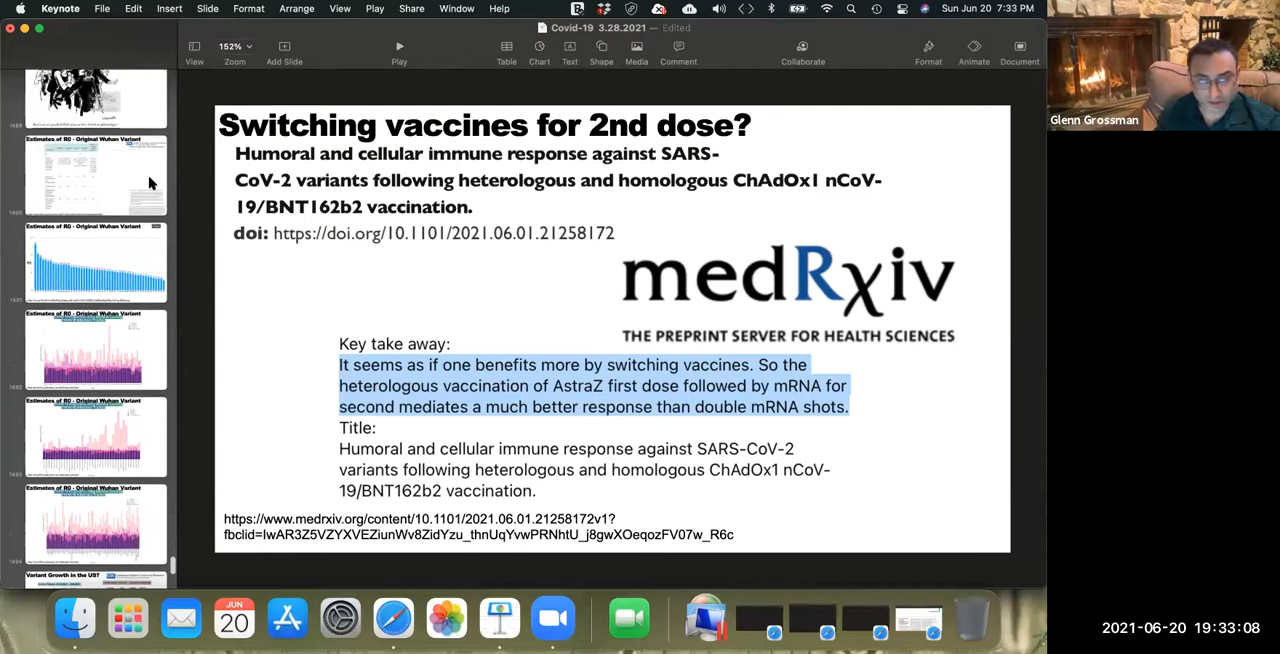 Keynote File Edit Insert Slide Format Arrange View Play Share Window Help Sun Jun 20 7:33 PM
Covid-19 3.28.2021 — Edited
152%
View Zoom Add Slide Play Table Chart Text Shape Media Comment Collaborate Format Animate Document
Glenn Grossman
Switching vaccines for 2nd dose?
Humoral and cellular immune response against SARS-
CoV-2 variants following heterologous and homologous ChAdOx1 nCoV-
19/BNT162b2 vaccination.
doi: https://doi.org/10.1101/2021.06.01.21258172
medRxiv
THE PREPRINT SERVER FOR HEALTH SCIENCES
Key take away:
It seems as if one benefits more by switching vaccines. So the
heterologous vaccination of AstraZ first dose followed by mRNA for
second mediates a much better response than double mRNA shots.
Title:
Humoral and cellular immune response against SARS-CoV-2
variants following heterologous and homologous ChAdOx1 nCoV-
19/BNT162b2 vaccination.
https://www.medrxiv.org/content/10.1101/2021.06.01.21258172v1?
fbclid=IwAR3Z5VZYXVEZiunWv8ZidYzu_thnUqYvwPRNhtU_j8gwXOeqozFV07w_R6c
Estimates of R0 - Original Wuhan Variant
Estimates of R0 - Original Wuhan Variant
Estimates of R0 - Original Wuhan Variant
Estimates of R0 - Original Wuhan Variant
Estimates of R0 - Original Wuhan Variant
Variant Growth in the US?
JUN
20
2021-06-20 19:33:08